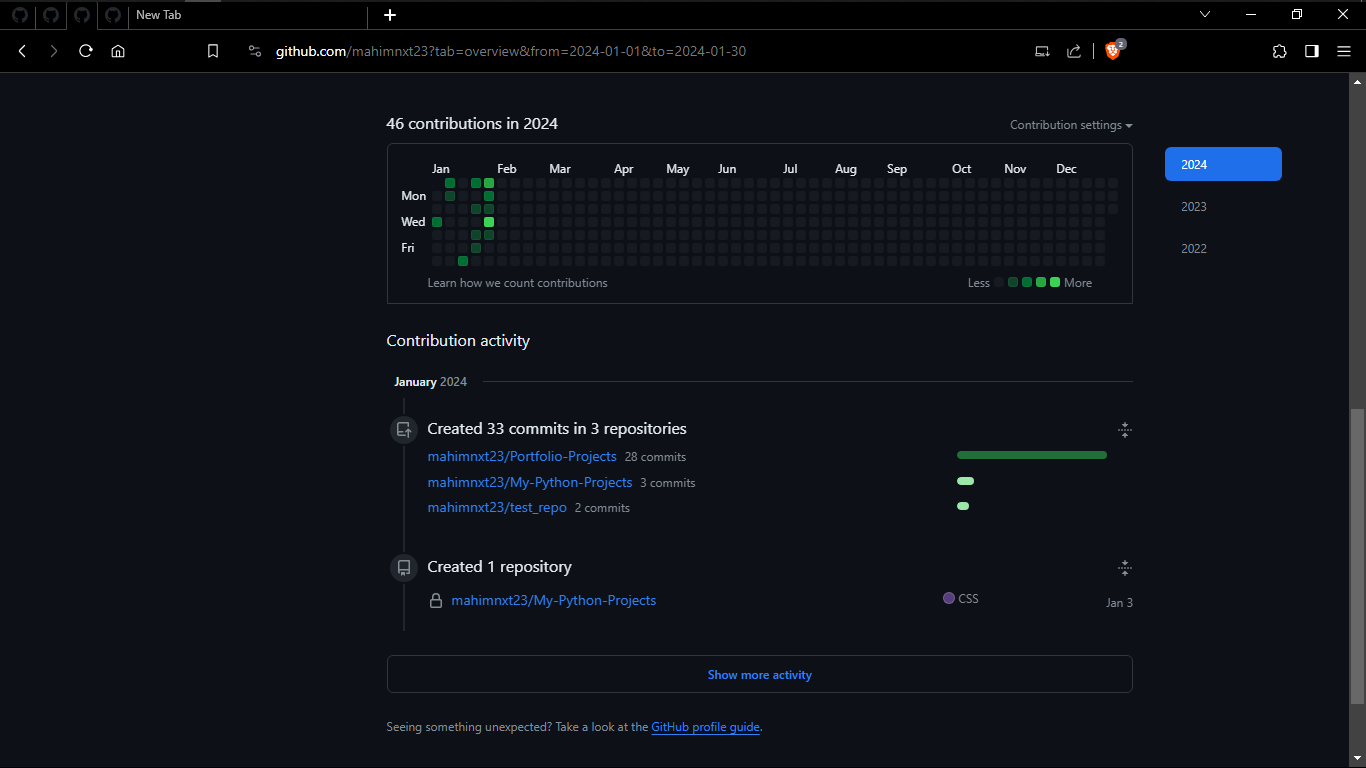 New Tab
github.com/mahimnxt23?tab=overview&from=2024-01-01&to=2024-01-30
2
46 contributions in 2024
Contribution settings
2024
2023
2022
Jan Feb Mar Apr May Jun Jul Aug Sep Oct Nov Dec
Mon
Wed
Fri
Learn how we count contributions
Less More
Contribution activity
January 2024
Created 33 commits in 3 repositories
mahimnxt23/Portfolio-Projects 28 commits
mahimnxt23/My-Python-Projects 3 commits
mahimnxt23/test_repo 2 commits
Created 1 repository
mahimnxt23/My-Python-Projects CSS Jan 3
Show more activity
Seeing something unexpected? Take a look at the GitHub profile guide.